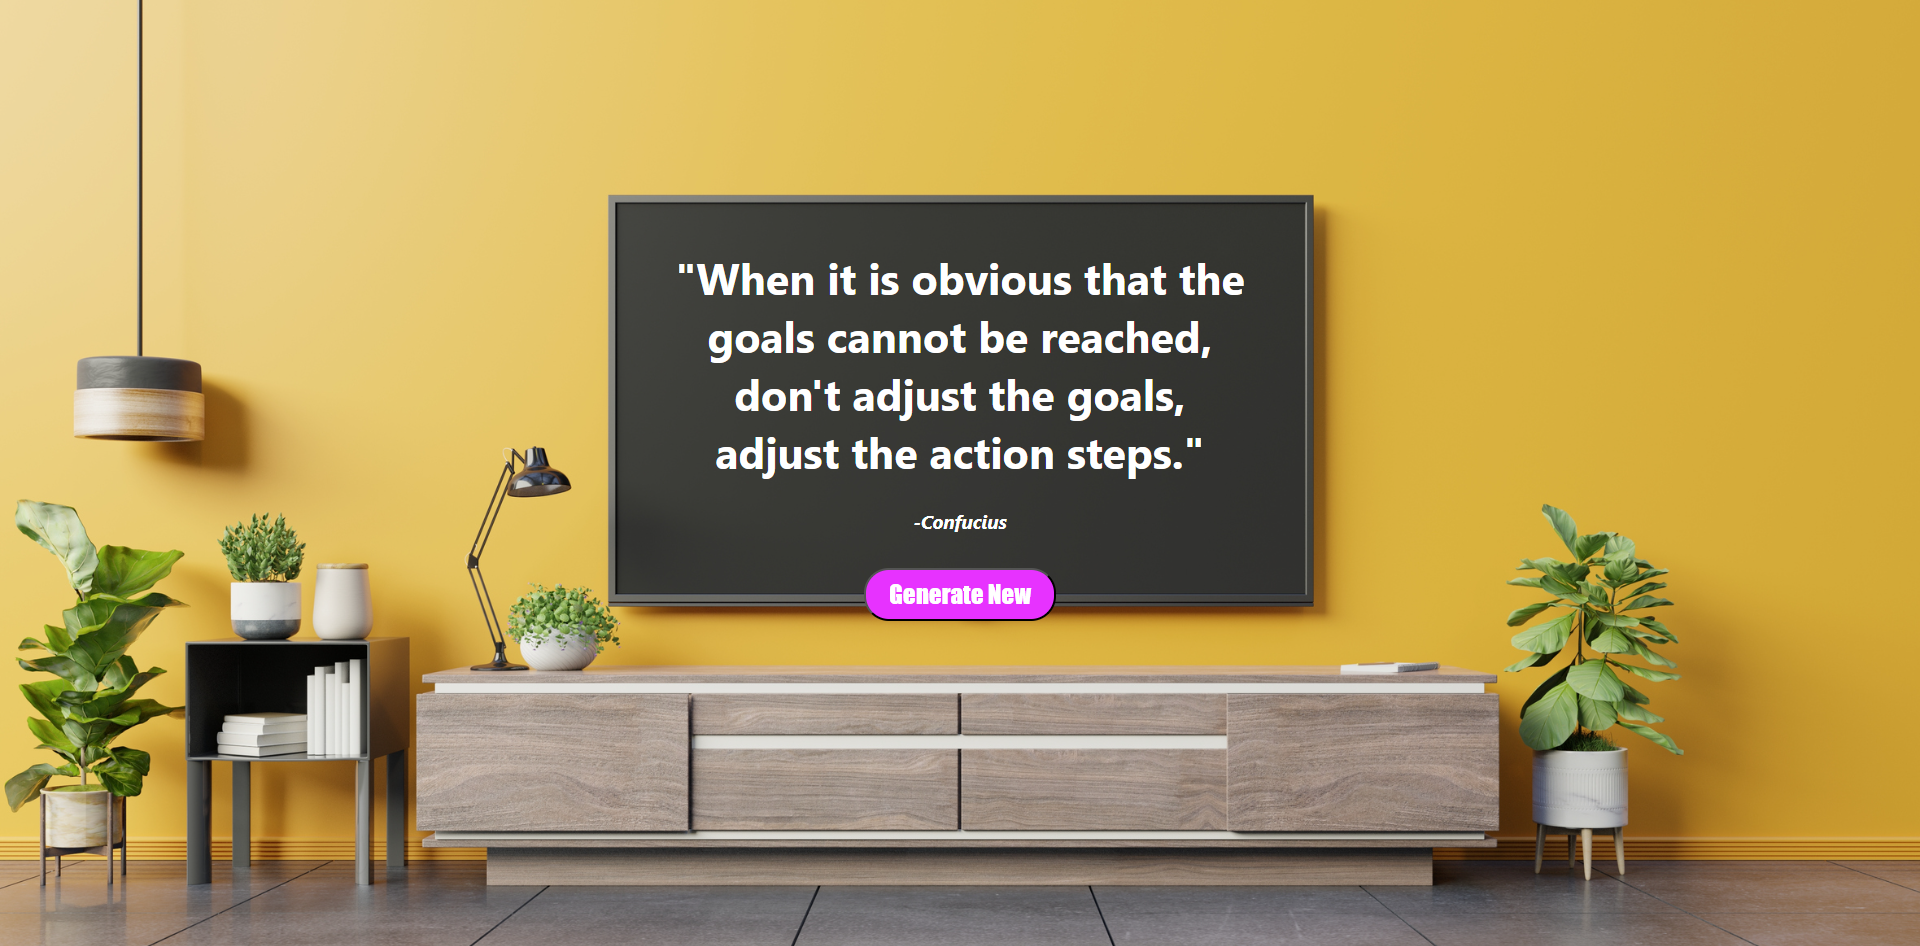 "When it is obvious that the
goals cannot be reached,
don't adjust the goals,
adjust the action steps."
-Confucius
Generate New